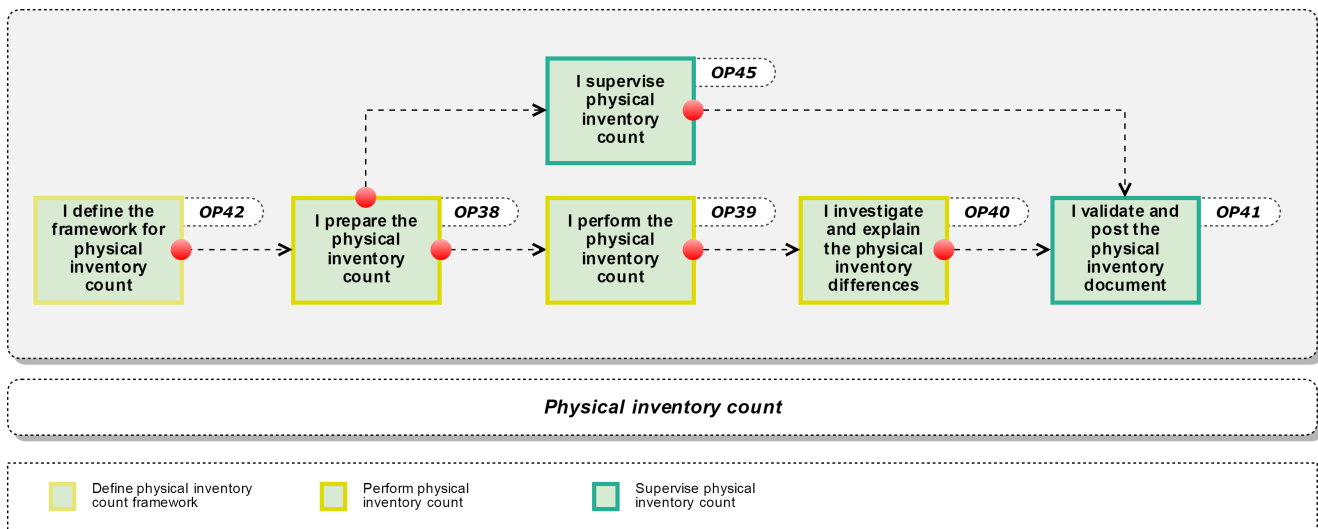 I supervise
physical
inventory
count
OP45
I define the
framework for
physical
inventory
count
OP42
I prepare the
physical
inventory
count
OP38
I perform the
physical
inventory
count
OP39
I investigate
and explain
the physical
inventory
differences
OP40
I validate and
post the
physical
inventory
document
OP41
Physical inventory count
Define physical inventory
count framework
Perform physical
inventory count
Supervise physical
inventory count